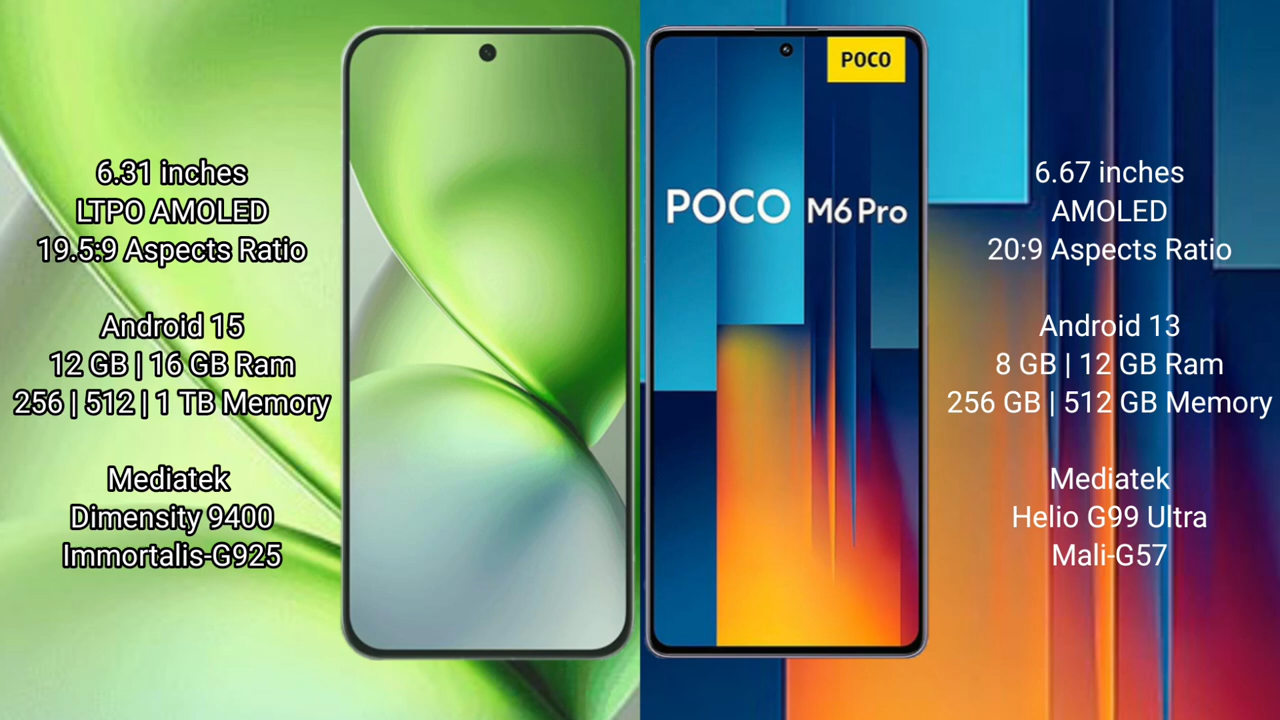 6.31 inches
LTPO AMOLED
19.5:9 Aspects Ratio
Android 15
12 GB | 16 GB Ram
256 | 512 | 1 TB Memory
Mediatek
Dimensity 9400
Immortalis-G925
POCO
POCO M6 Pro
6.67 inches
AMOLED
20:9 Aspects Ratio
Android 13
8 GB | 12 GB Ram
256 GB | 512 GB Memory
Mediatek
Helio G99 Ultra
Mali-G57